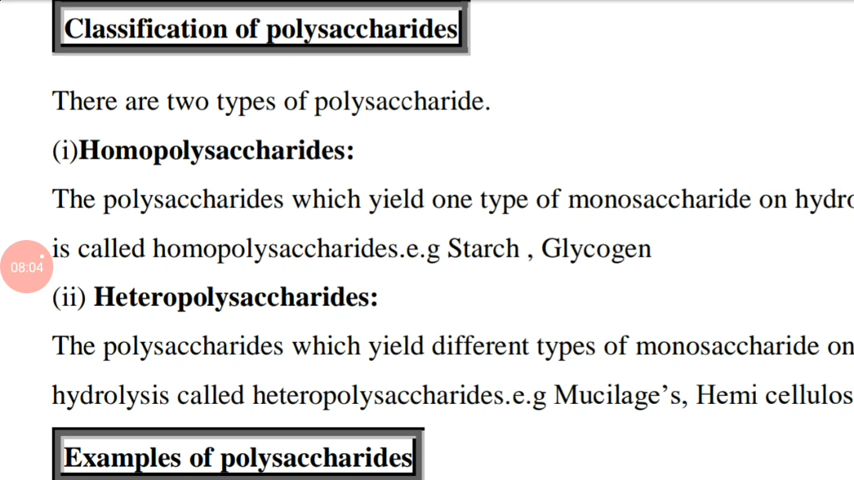 Classification of polysaccharides
There are two types of polysaccharide.
(i)Homopolysaccharides:
The polysaccharides which yield one type of monosaccharide on hydro
is called homopolysaccharides.e.g Starch , Glycogen
08:04
(ii) Heteropolysaccharides:
The polysaccharides which yield different types of monosaccharide on
hydrolysis called heteropolysaccharides.e.g Mucilage’s, Hemi cellulos
Examples of polysaccharides